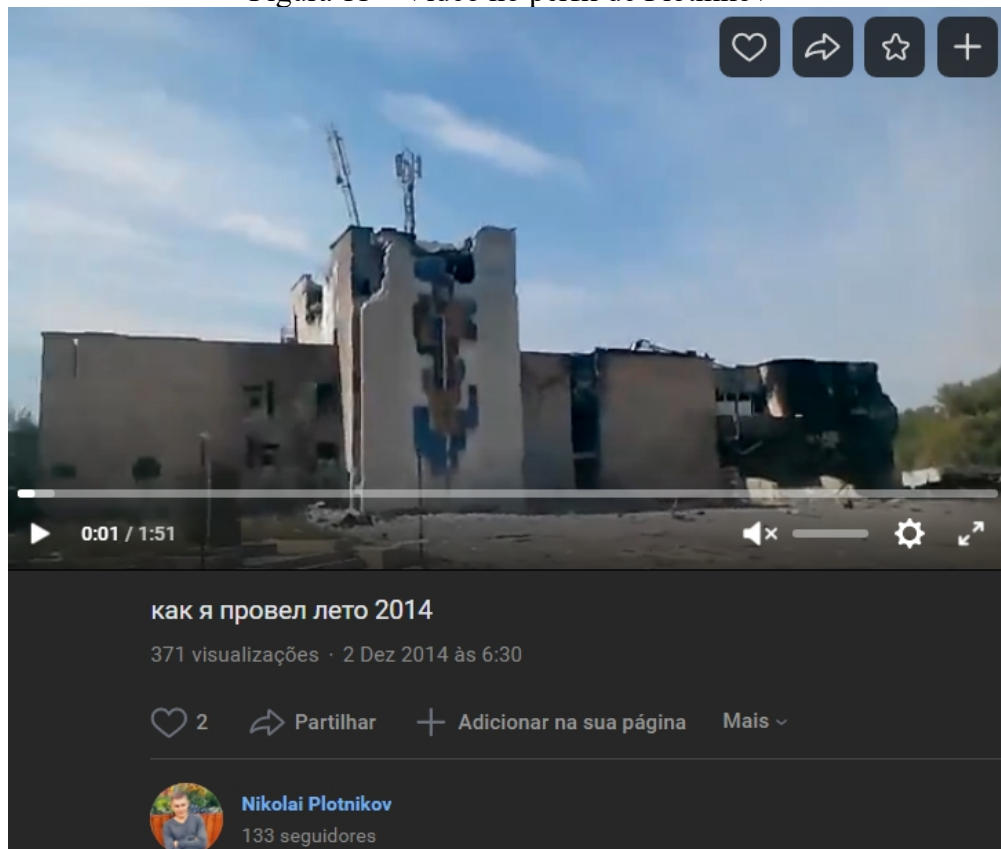 0:01 / 1:51
как я провел лето 2014
371 visualizações · 2 Dez 2014 às 6:30
2 Partilhar Adicionar na sua página Mais
Nikolai Plotnikov
133 seguidores